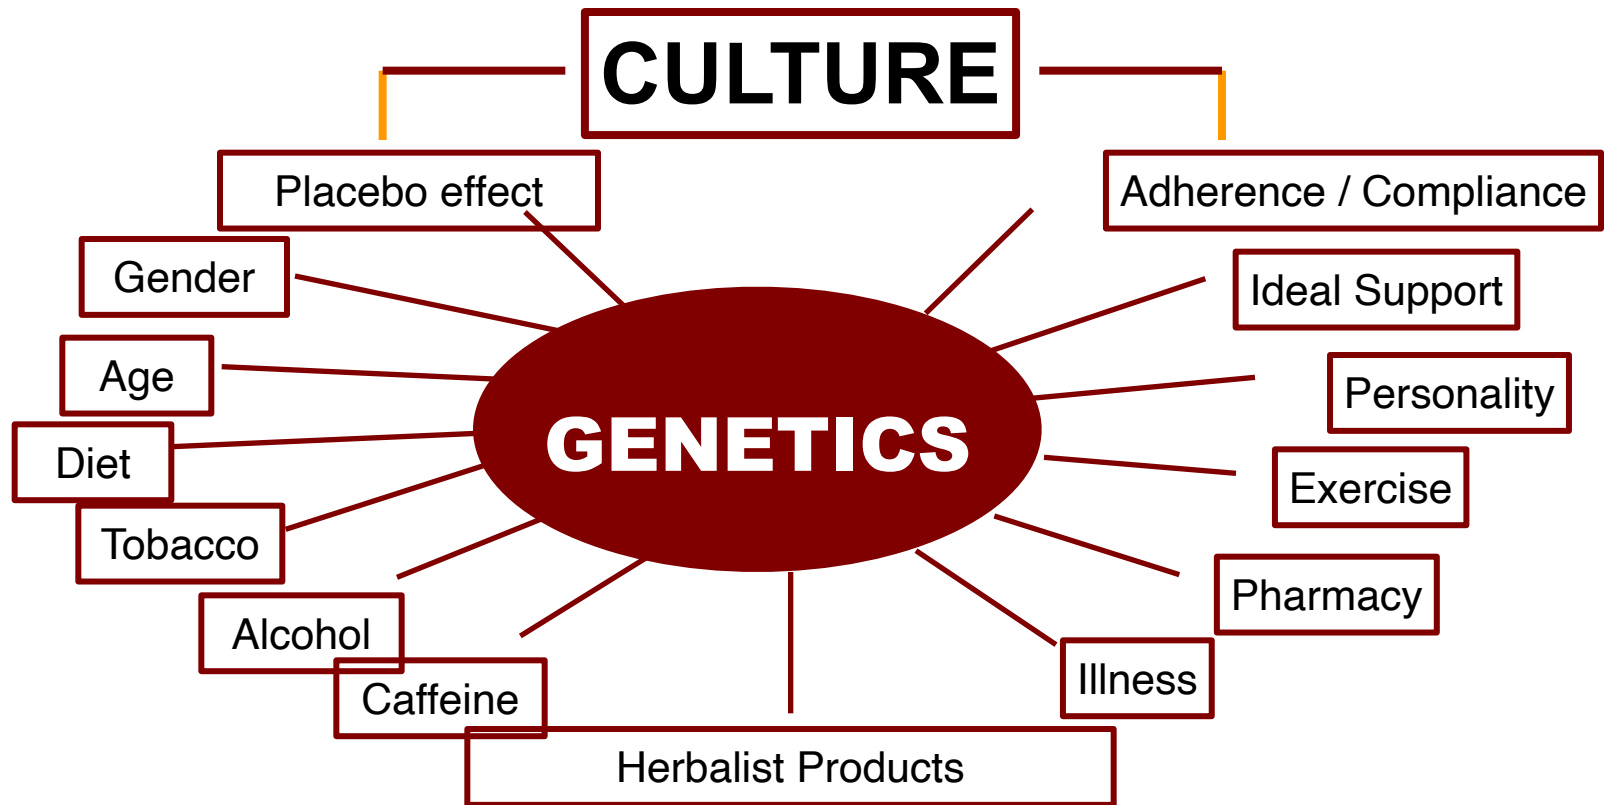 CULTURE
Placebo effect
Adherence / Compliance
Gender
Ideal Support
Age
Personality
GENETICS
Diet
Exercise
Tobacco
Pharmacy
Alcohol
Illness
Caffeine
Herbalist Products